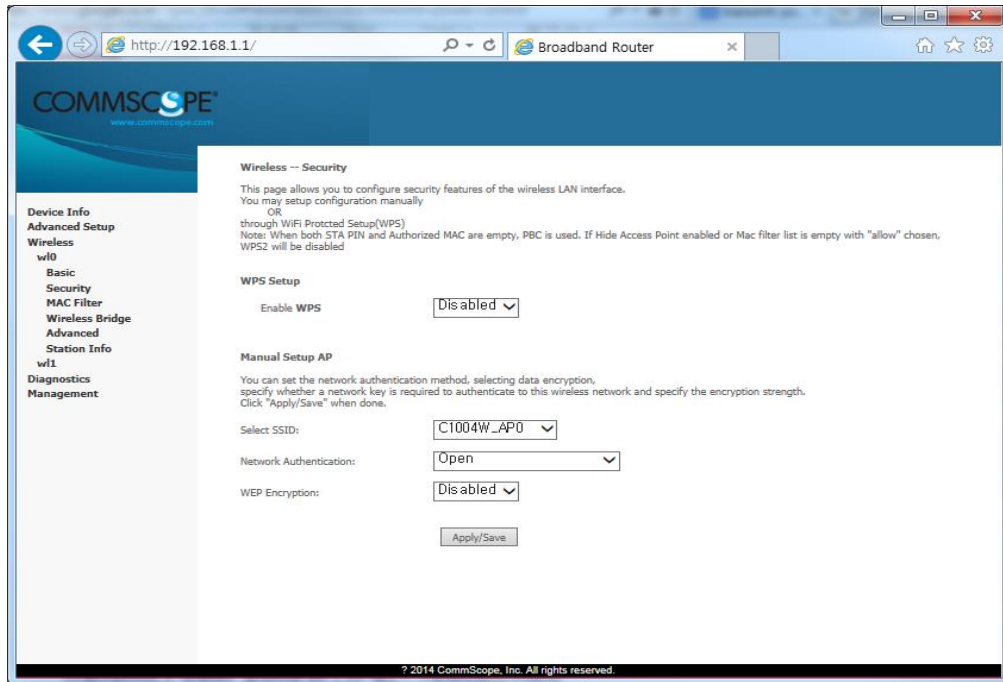 http://192.168.1.1/
Broadband Router
COMMSCOPE®
www.commscope.com
Device Info
Advanced Setup
Wireless
wl0
Basic
Security
MAC Filter
Wireless Bridge
Advanced
Station Info
wl1
Diagnostics
Management
Wireless -- Security
This page allows you to configure security features of the wireless LAN interface.
You may setup configuration manually
OR
through WiFi Protcted Setup(WPS)
Note: When both STA PIN and Authorized MAC are empty, PBC is used. If Hide Access Point enabled or Mac filter list is empty with "allow" chosen,
WPS2 will be disabled
WPS Setup
Enable WPS
Disabled
Manual Setup AP
You can set the network authentication method, selecting data encryption,
specify whether a network key is required to authenticate to this wireless network and specify the encryption strength.
Click "Apply/Save" when done.
Select SSID:
C1004W_AP0
Network Authentication:
Open
WEP Encryption:
Disabled
Apply/Save
? 2014 CommScope, Inc. All rights reserved.